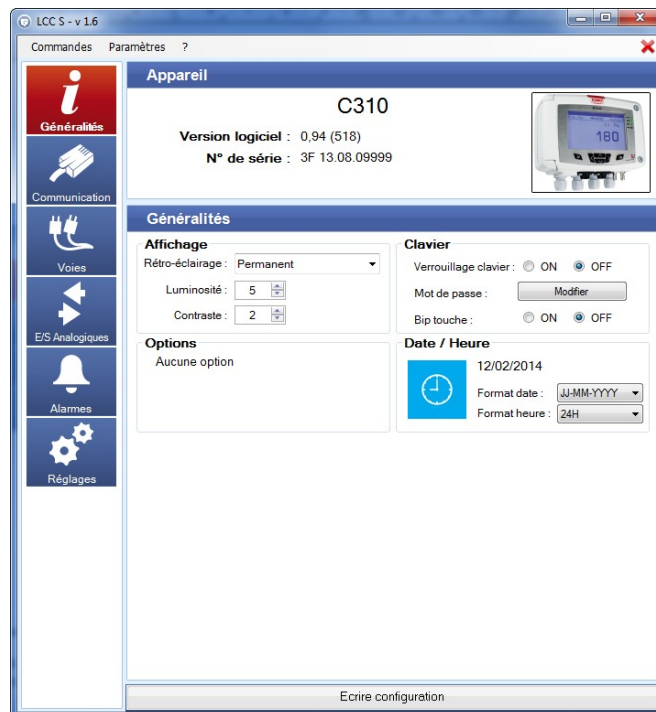 LCC S - v 1.6
Commandes Paramètres ?
Généralités
Communication
Voies
E/S Analogiques
Alarmes
Réglages
Appareil
C310
Version logiciel : 0,94 (518)
N° de série : 3F 13.08.09999
180
Généralités
Affichage
Rétro-éclairage : Permanent
Luminosité : 5
Contraste : 2
Options
Aucune option
Clavier
Verrouillage clavier : ON OFF
Mot de passe : Modifier
Bip touche : ON OFF
Date / Heure
12/02/2014
Format date : JJ-MM-YYYY
Format heure : 24H
Ecrire configuration